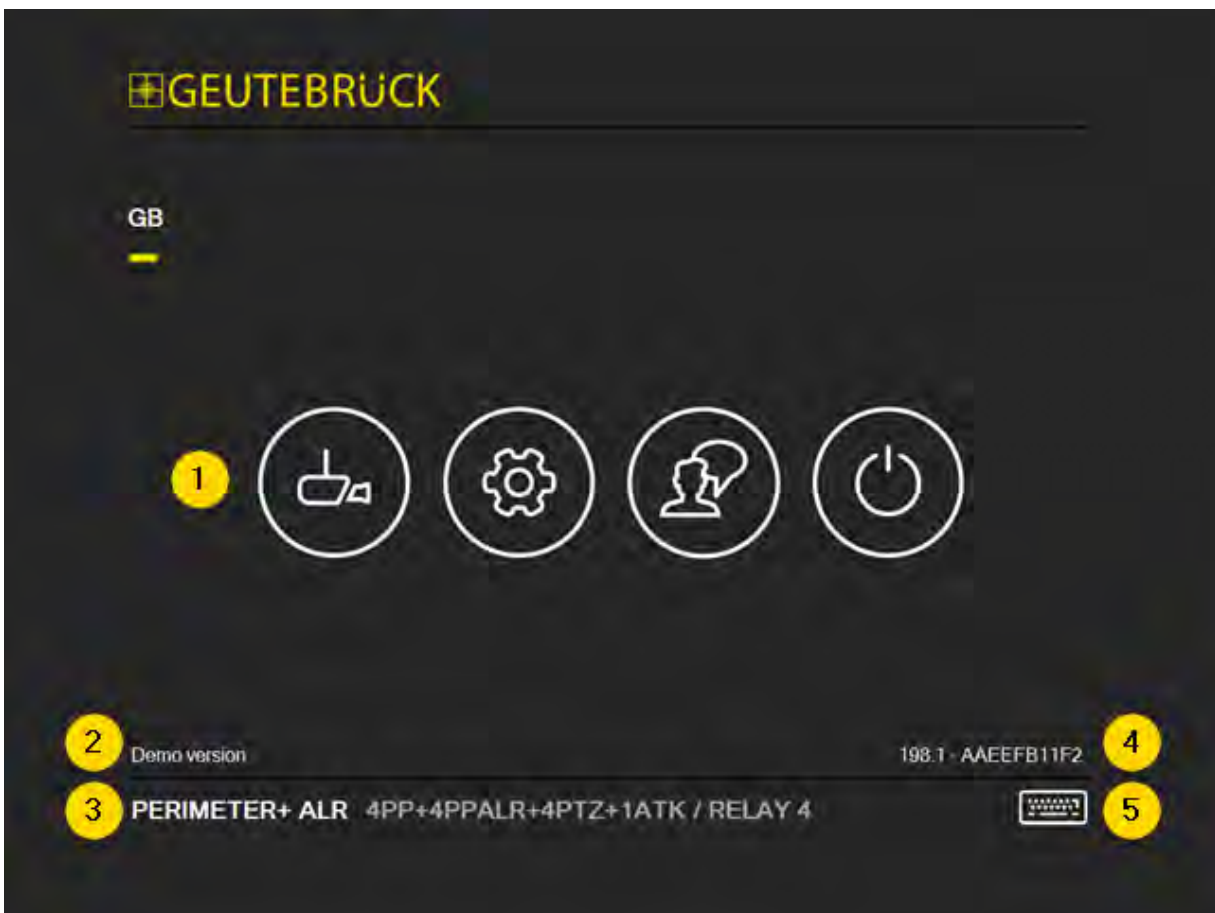 GEUTEBRÜCK
GB
1
2 Demo version 198.1 - AAEEFB11F2 4
3 PERIMETER+ ALR 4PP+4PPALR+4PTZ+1ATK / RELAY 4 5